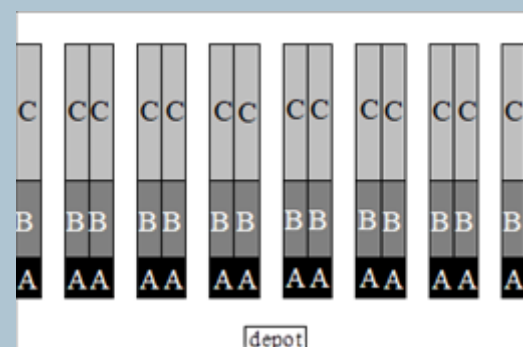 C CC CC CC CC CC CC C
B BB BB BB BB BB BB B
A AA AA AA AA AA AA A
depot